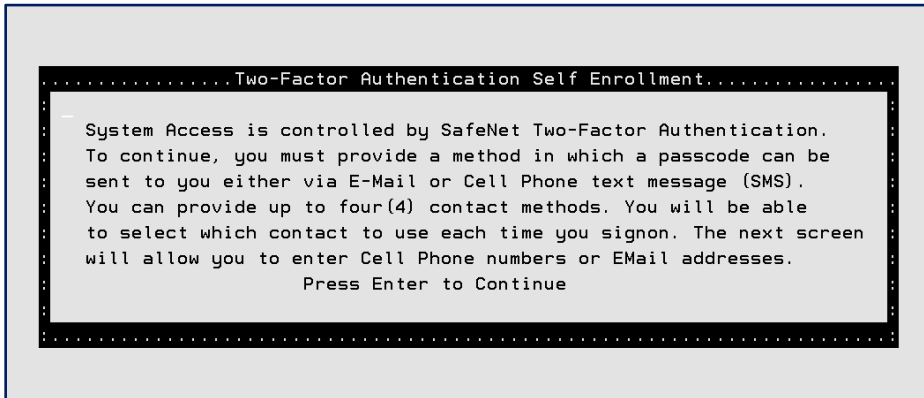 Two-Factor Authentication Self Enrollment
System Access is controlled by SafeNet Two-Factor Authentication.
To continue, you must provide a method in which a passcode can be
sent to you either via E-Mail or Cell Phone text message (SMS).
You can provide up to four(4) contact methods. You will be able
to select which contact to use each time you signon. The next screen
will allow you to enter Cell Phone numbers or EMail addresses.
Press Enter to Continue